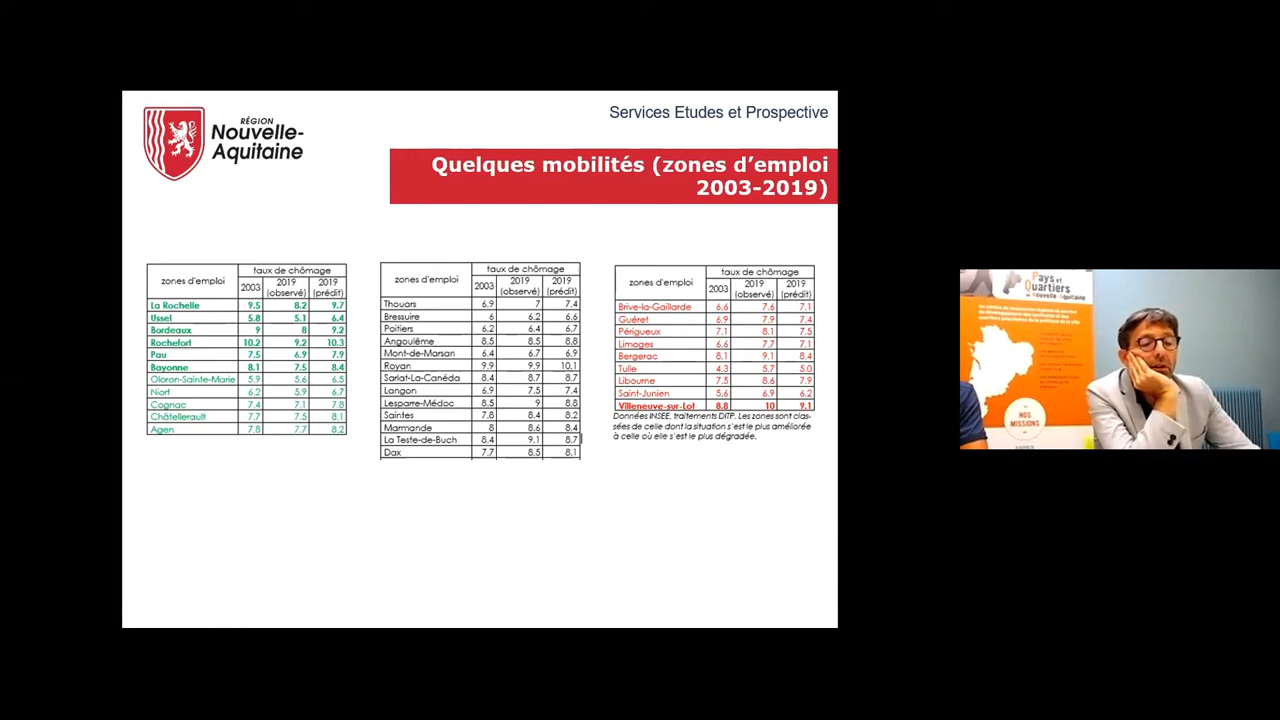 RÉGION
Nouvelle-
Aquitaine
Services Etudes et Prospective
Quelques mobilités (zones d'emploi
2003-2019)
zones d'emploi taux de chômage
2003 2019 (observé) 2019 (prédit)
La Rochelle 9.5 8.2 9.7
Ussel 5.8 5.1 6.4
Bordeaux 9 8 9.2
Rochefort 10.2 9.2 10.3
Pau 7.5 6.9 7.9
Bayonne 8.1 7.5 8.4
Oloron-Sainte-Marie 5.9 5.6 6.5
Niort 6.2 5.9 6.7
Cognac 7.4 7.1 7.8
Châtellerault 7.7 7.5 8.1
Agen 7.8 7.7 8.2
zones d'emploi taux de chômage
2003 2019 (observé) 2019 (prédit)
Thouars 6.9 7 7.4
Bressuire 6 6.2 6.6
Poitiers 6.2 6.4 6.7
Angoulême 8.5 8.5 8.8
Mont-de-Marsan 6.4 6.7 6.9
Royan 9.9 9.9 10.1
Sarlat-La-Canéda 8.4 8.7 8.7
Langon 6.9 7.5 7.4
Lesparre-Médoc 8.5 9 8.8
Saintes 7.8 8.4 8.2
Marmande 8 8.6 8.4
La Teste-de-Buch 8.4 9.1 8.7
Dax 7.7 8.5 8.1
zones d'emploi taux de chômage
2003 2019 (observé) 2019 (prédit)
Brive-la-Gaillarde 6.6 7.6 7.1
Guéret 6.9 7.9 7.4
Périgueux 7.1 8.1 7.5
Limoges 6.6 7.7 7.1
Bergerac 8.1 9.1 8.4
Tulle 4.3 5.7 5.0
Libourne 7.5 8.6 7.9
Saint-Junien 5.6 6.9 6.2
Villeneuve-sur-Lot 8.8 10 9.1
Données INSEE, traitements DITP. Les zones sont clas-
sées de celle dont la situation s'est le plus améliorée
à celle où elle s'est le plus dégradée.
Pays et
Quartiers
de Nouvelle Aquitaine
NOS
MISSIONS